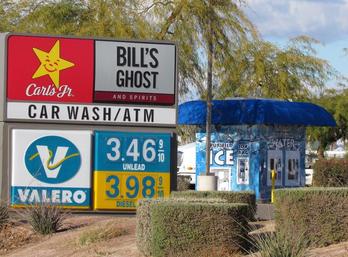 Carl's Jr.
BILL'S
GHOST
AND SPIRITS
CAR WASH/ATM
VALERO
3.46 9/10
UNLEAD
3.98 9/10
DIESEL
ICE
WATER